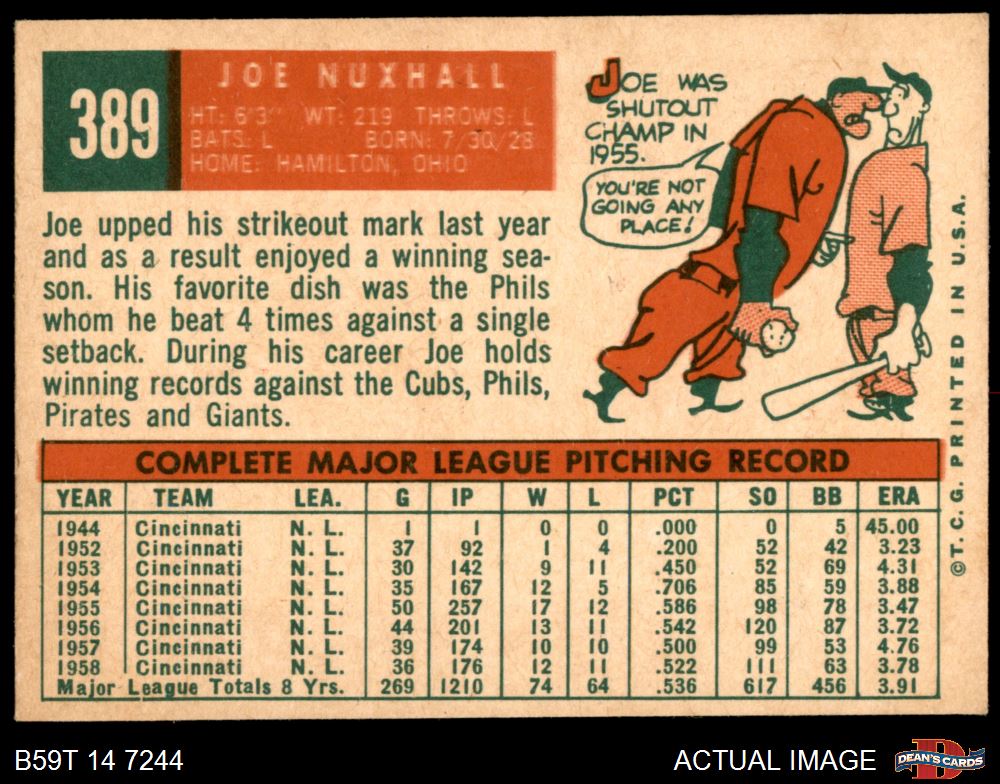 389
JOE NUXHALL
HT: 6'3" WT: 219 THROWS: L
BATS: L BORN: 7/30/28
HOME: HAMILTON, OHIO
Joe upped his strikeout mark last year
and as a result enjoyed a winning sea-
son. His favorite dish was the Phils
whom he beat 4 times against a single
setback. During his career Joe holds
winning records against the Cubs, Phils,
Pirates and Giants.
JOE WAS
SHUTOUT
CHAMP IN
1955.
YOU'RE NOT
GOING ANY
PLACE!
COMPLETE MAJOR LEAGUE PITCHING RECORD
YEAR TEAM LEA. G IP W L PCT SO BB ERA
1944 Cincinnati N. L. 1 1 0 0 .000 0 5 45.00
1952 Cincinnati N. L. 37 92 1 4 .200 52 42 3.23
1953 Cincinnati N. L. 30 142 9 11 .450 52 69 4.31
1954 Cincinnati N. L. 35 167 12 5 .706 85 59 3.88
1955 Cincinnati N. L. 50 257 17 12 .586 98 78 3.47
1956 Cincinnati N. L. 44 201 13 11 .542 120 87 3.72
1957 Cincinnati N. L. 39 174 10 10 .500 99 53 4.76
1958 Cincinnati N. L. 36 176 12 11 .522 111 63 3.78
Major League Totals 8 Yrs. 269 1210 74 64 .536 617 456 3.91
©T. C. G. PRINTED IN U.S.A.
B59T 14 7244
ACTUAL IMAGE
DEAN'S CARDS